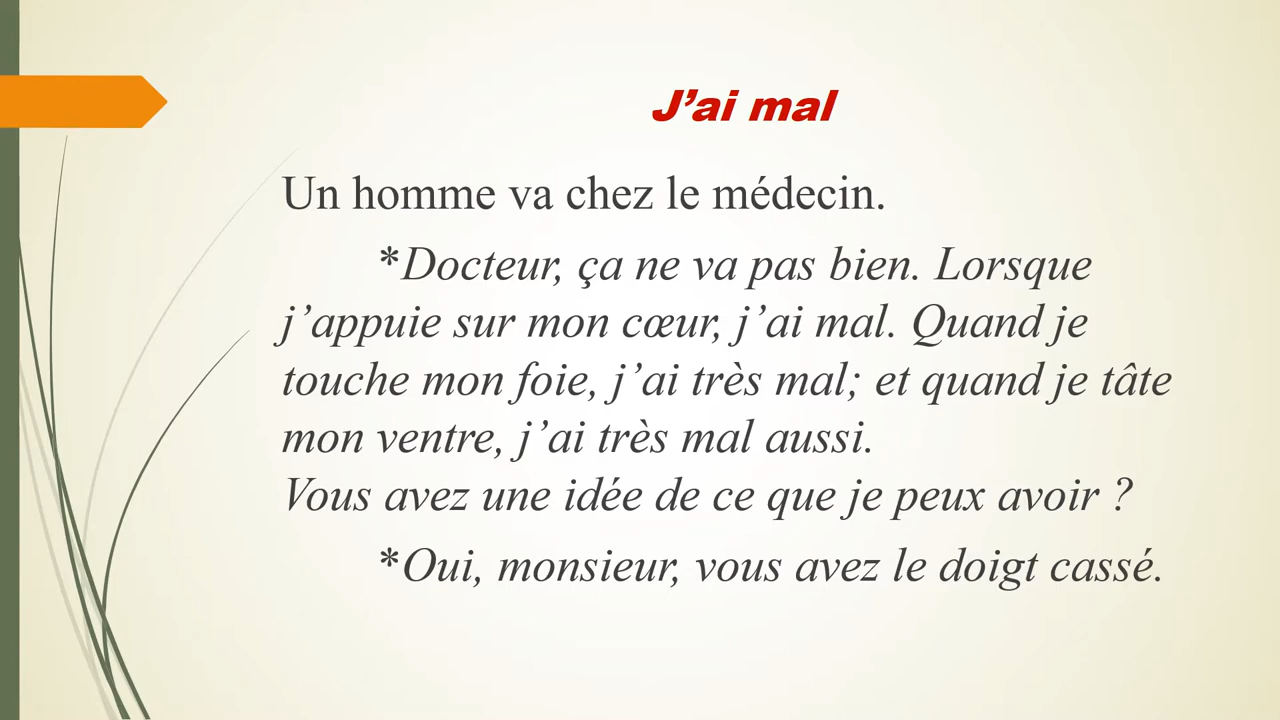 J’ai mal
Un homme va chez le médecin.
*Docteur, ça ne va pas bien. Lorsque
j’appuie sur mon cœur, j’ai mal. Quand je
touche mon foie, j’ai très mal; et quand je tâte
mon ventre, j’ai très mal aussi.
Vous avez une idée de ce que je peux avoir ?
*Oui, monsieur, vous avez le doigt cassé.